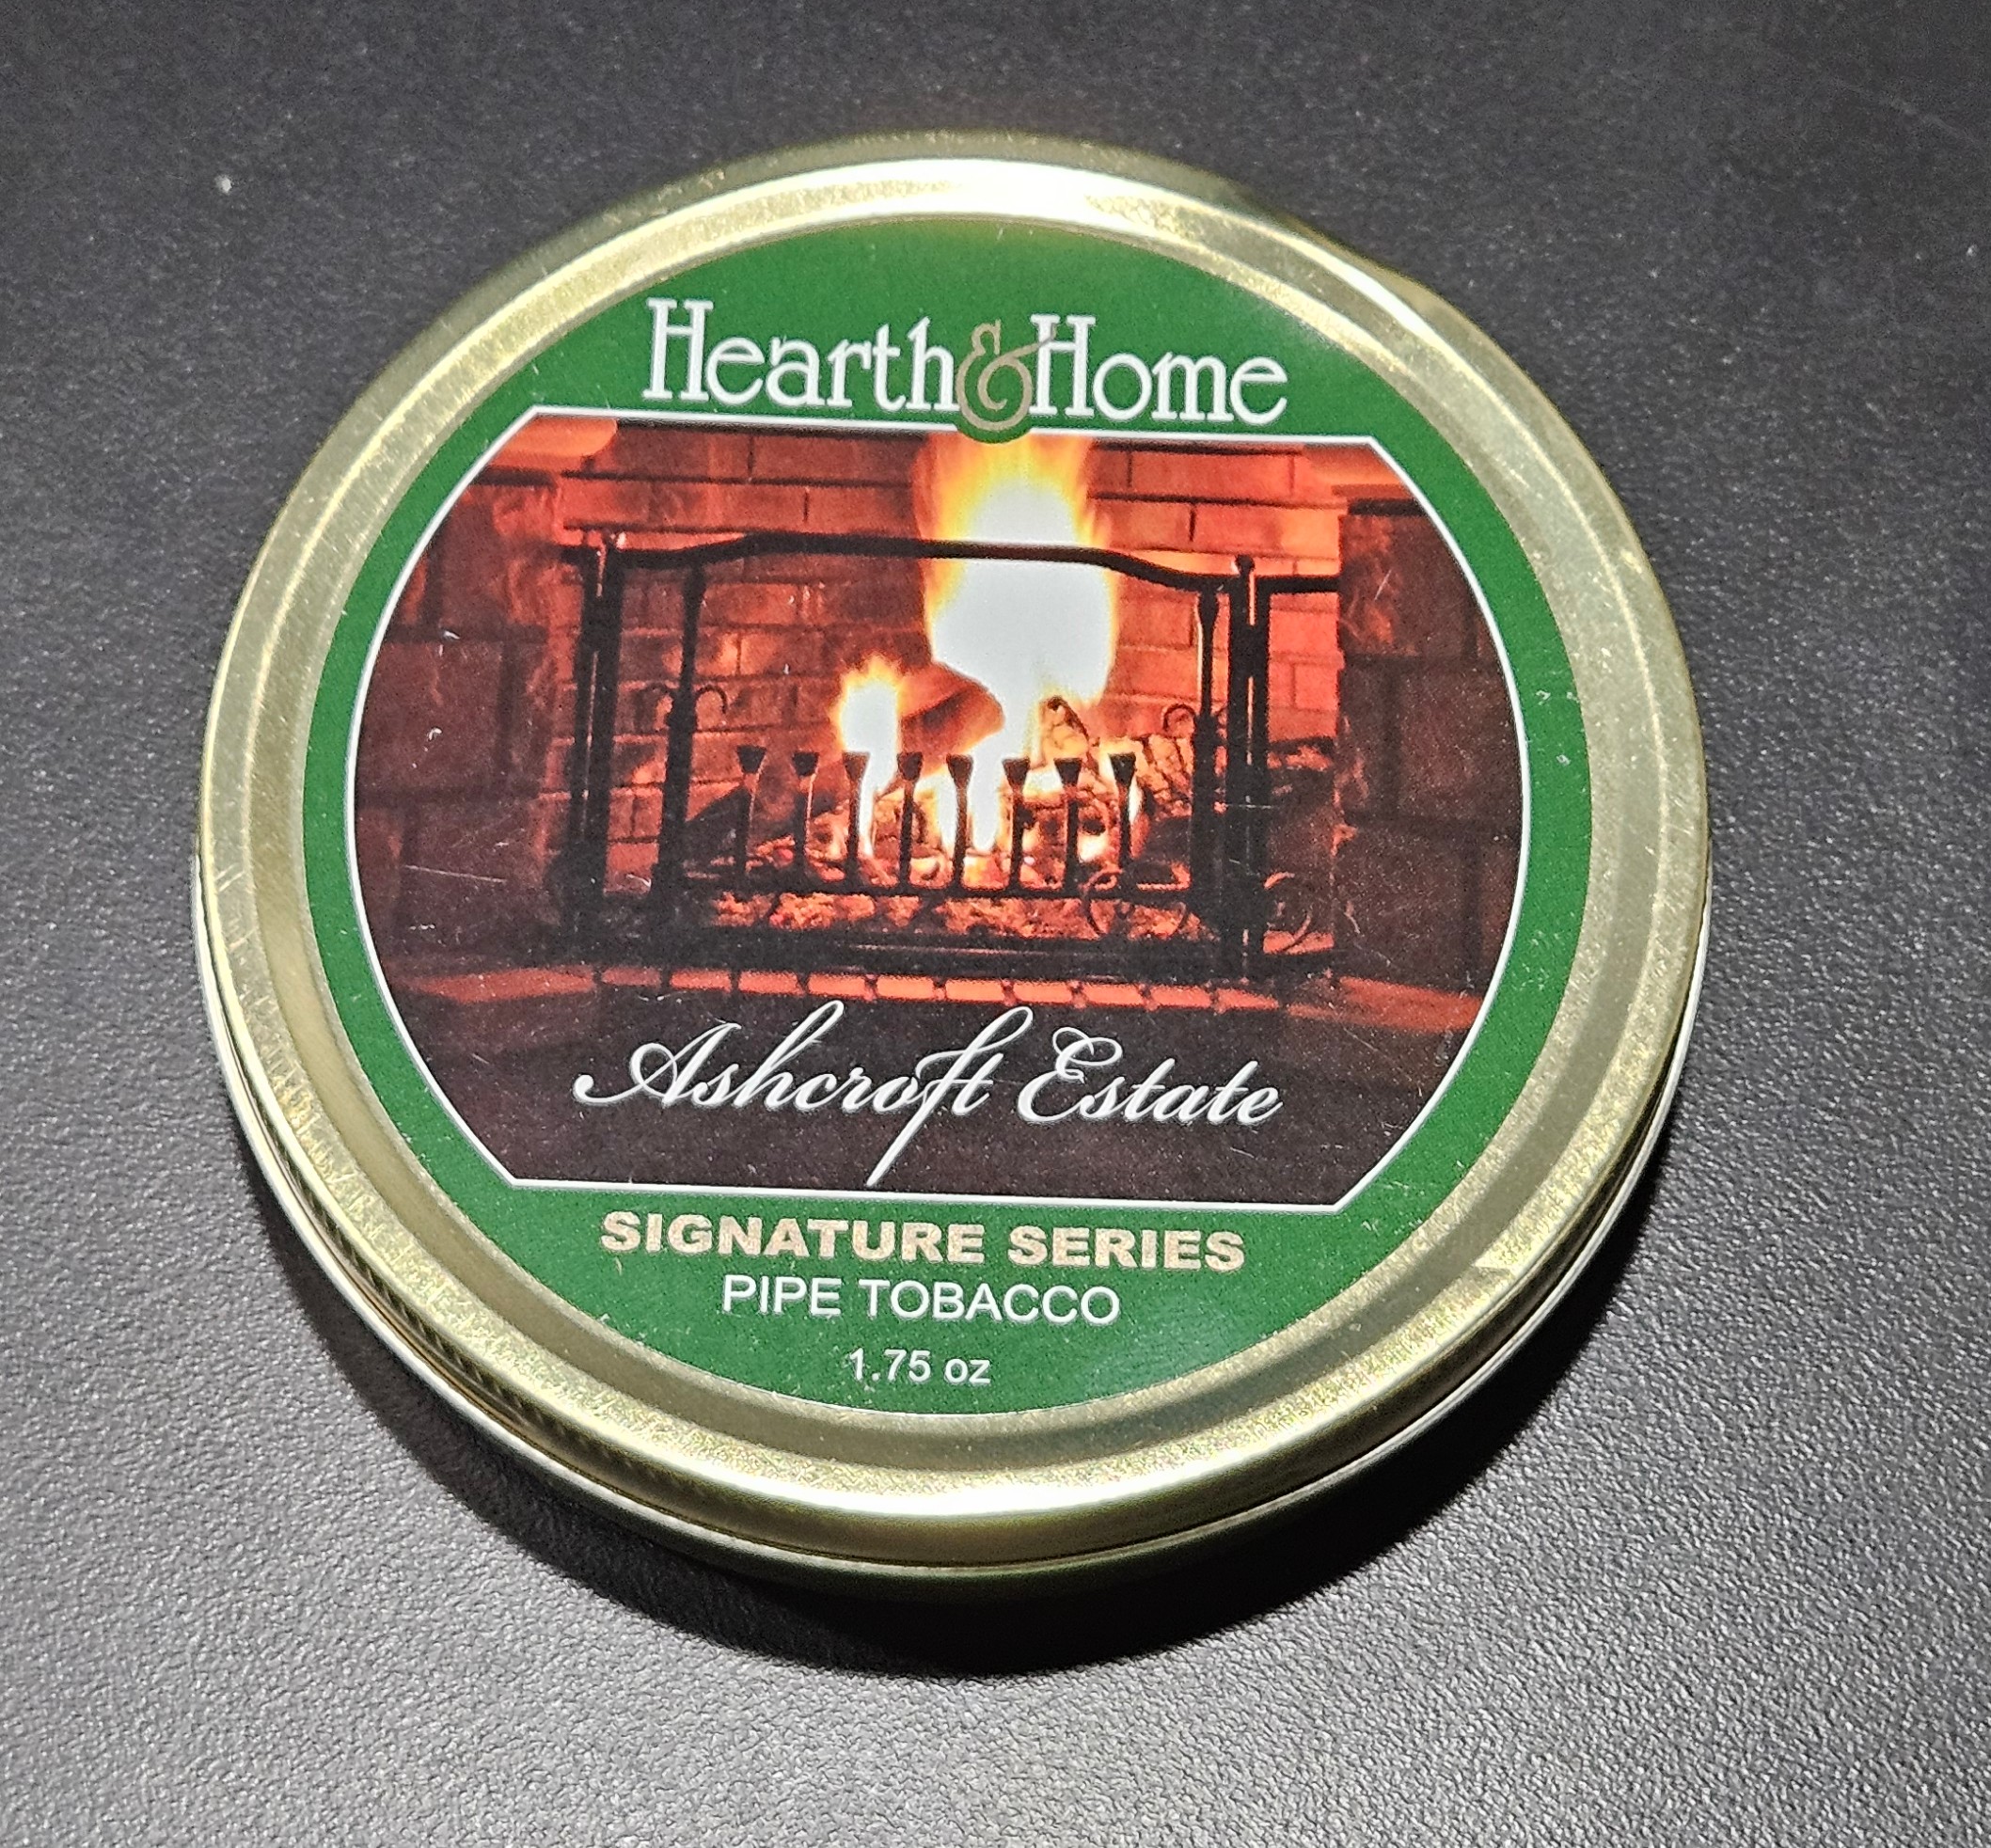 Hearth & Home
Ashcroft Estate
SIGNATURE SERIES
PIPE TOBACCO
1.75 oz